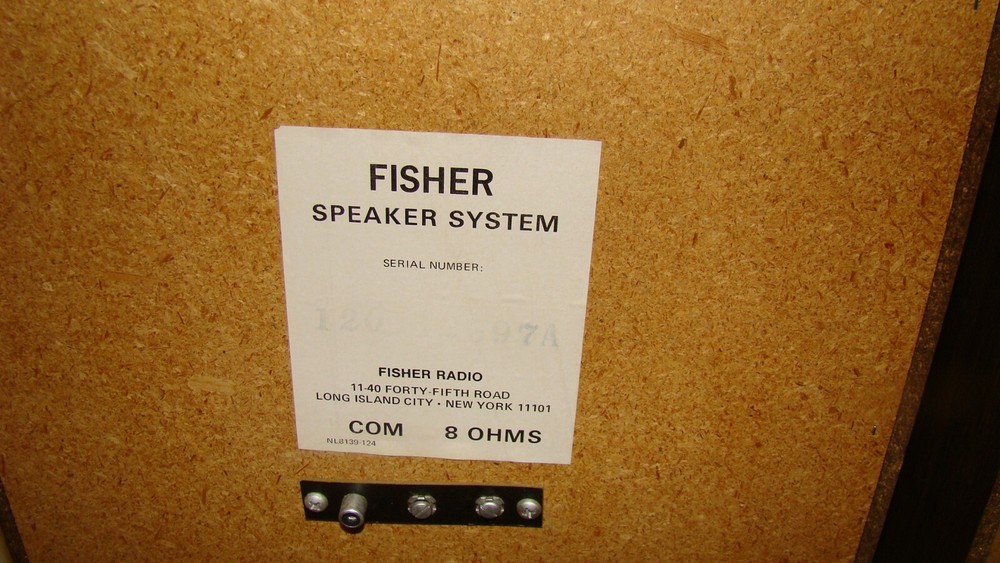 FISHER
SPEAKER SYSTEM
SERIAL NUMBER:
FISHER RADIO
11-40 FORTY-FIFTH ROAD
LONG ISLAND CITY • NEW YORK 11101
COM 8 OHMS
NL8139-124